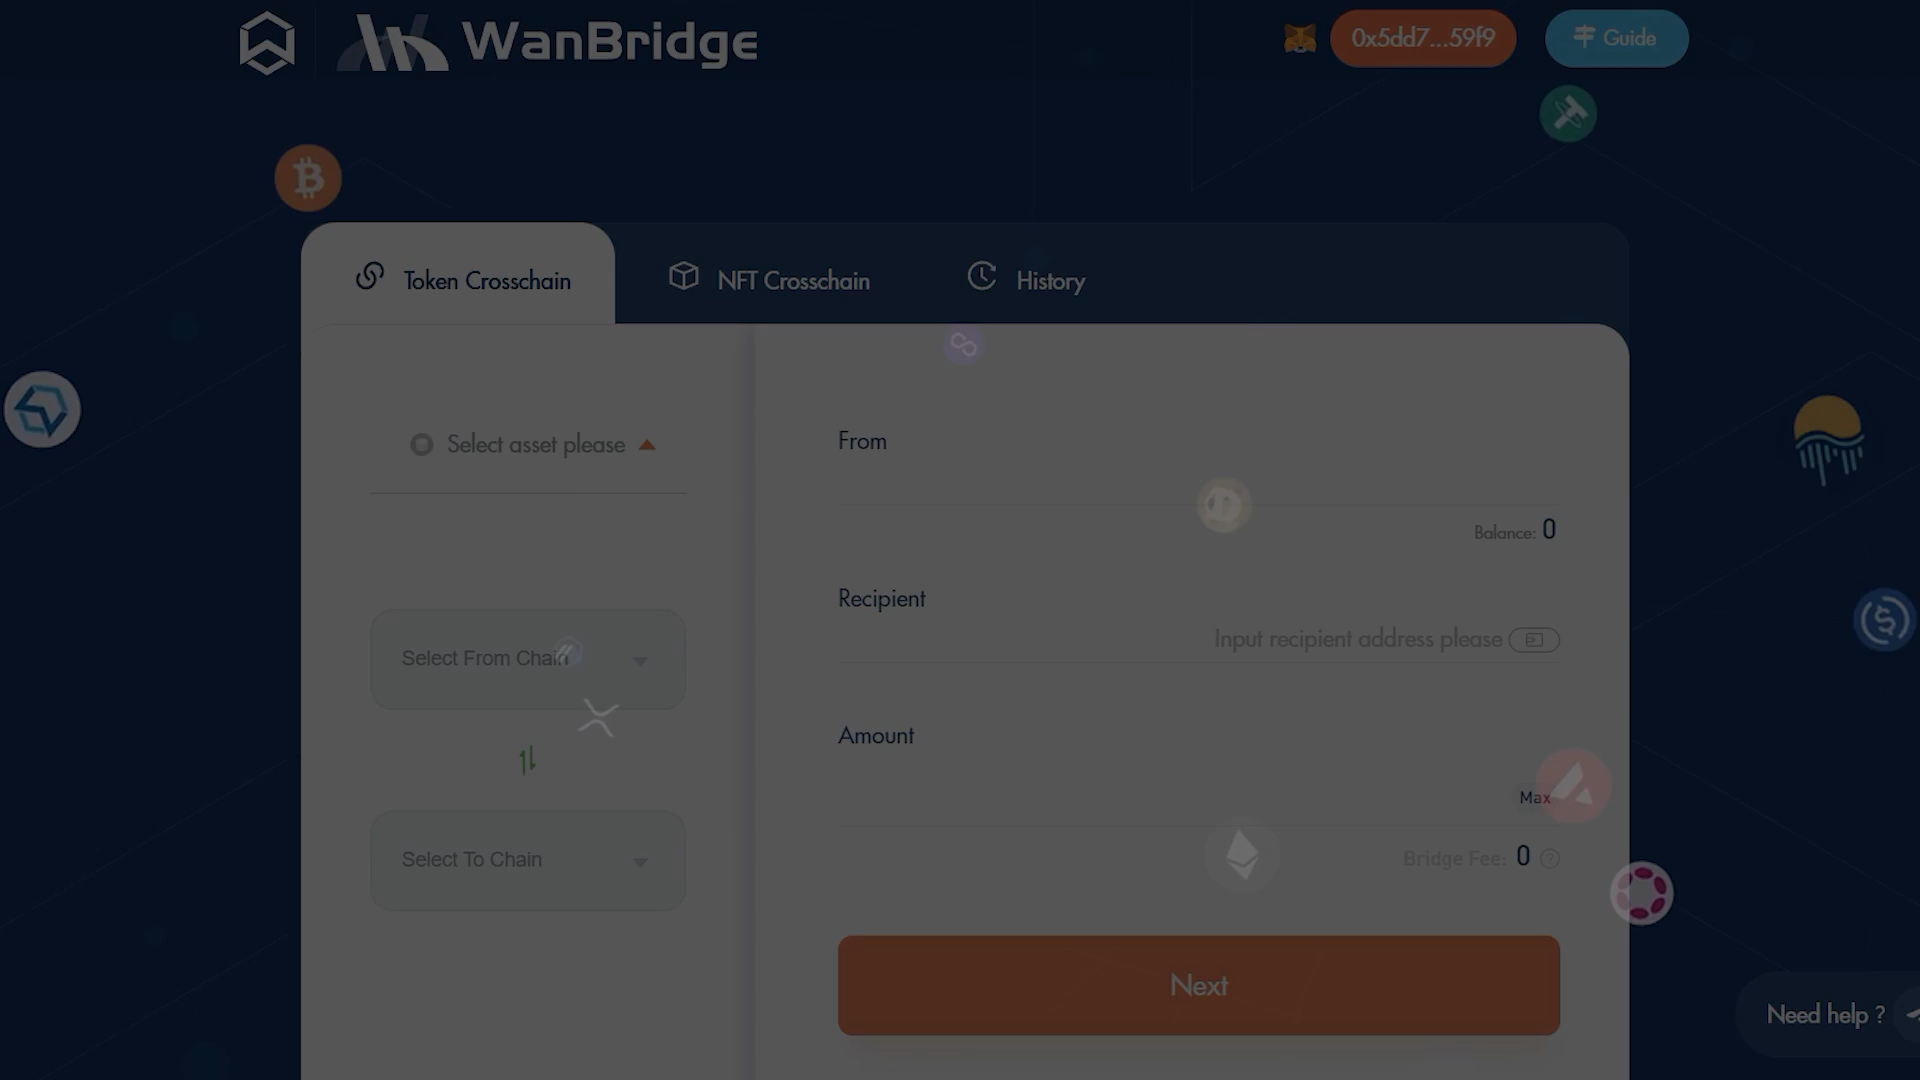 WanBridge
0x5dd7...59f9
Guide
Token Crosschain
NFT Crosschain
History
Select asset please
From
Balance: 0
Recipient
Input recipient address please
Select From Chain
Amount
Max
Select To Chain
Bridge Fee: 0
Next
Need help ?